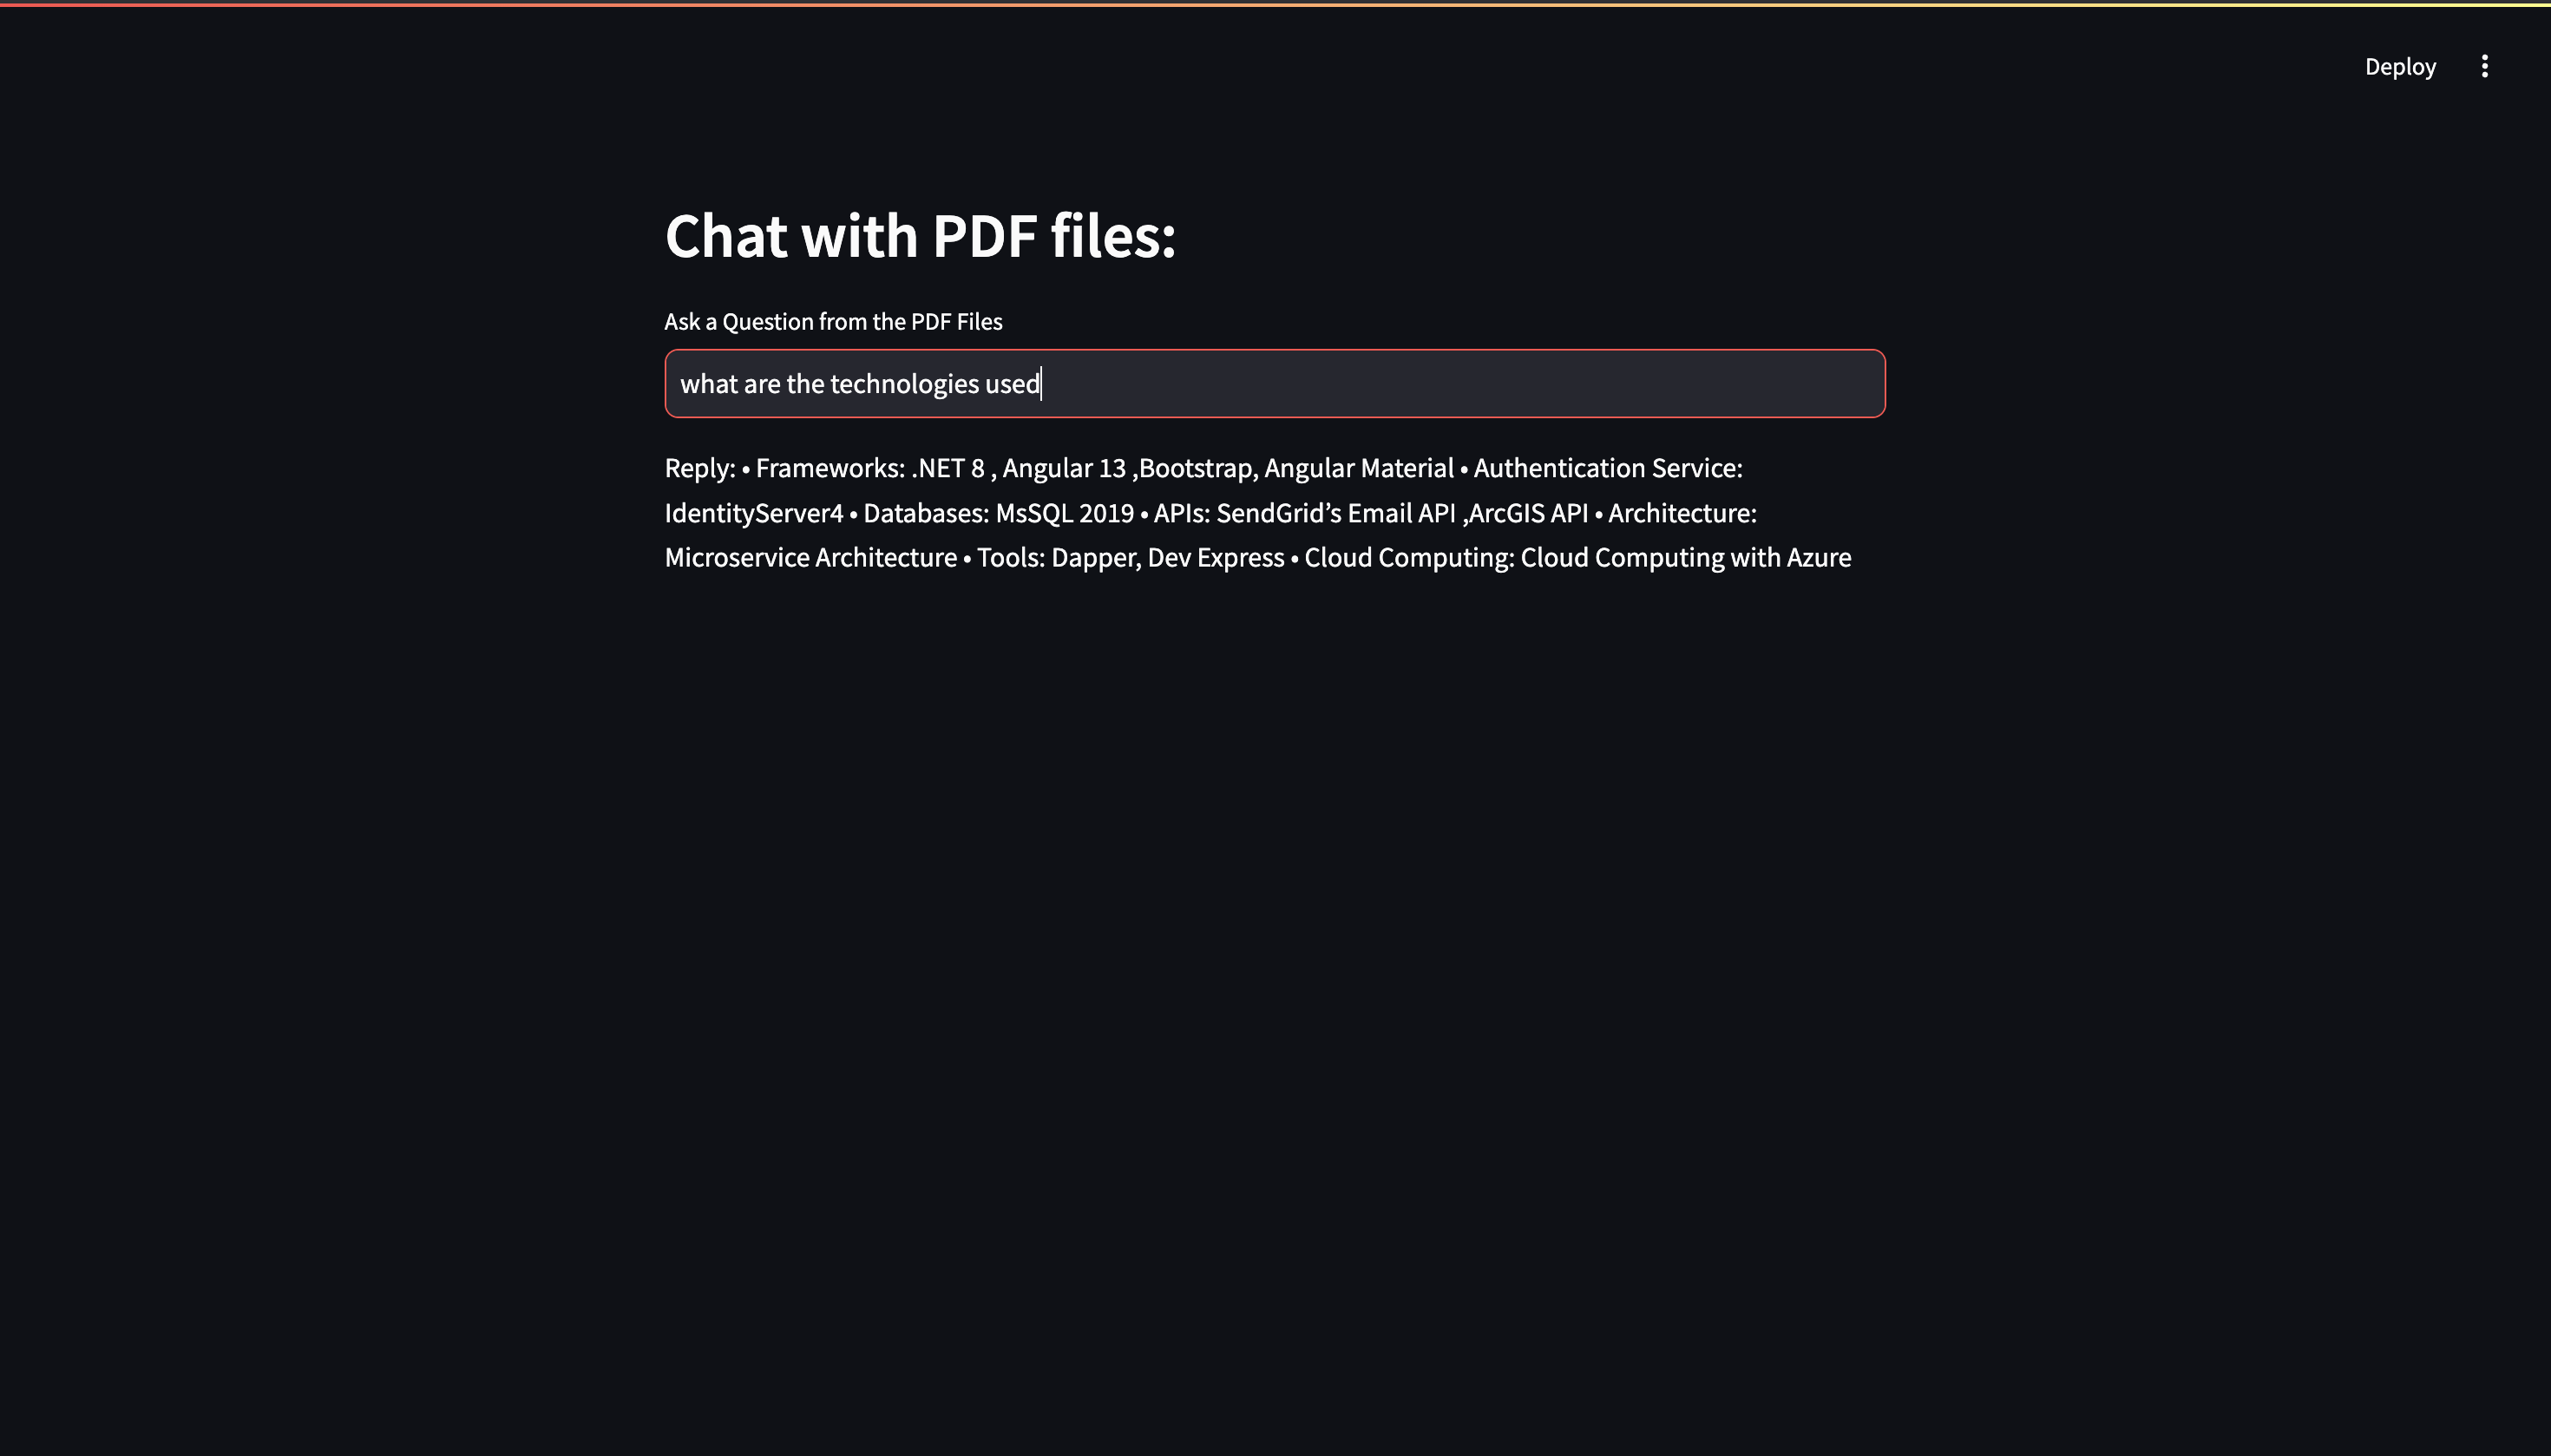 Deploy
Chat with PDF files:
Ask a Question from the PDF Files
what are the technologies used
Reply: • Frameworks: .NET 8 , Angular 13 ,Bootstrap, Angular Material • Authentication Service:
IdentityServer4 • Databases: MsSQL 2019 • APIs: SendGrid’s Email API ,ArcGIS API • Architecture:
Microservice Architecture • Tools: Dapper, Dev Express • Cloud Computing: Cloud Computing with Azure